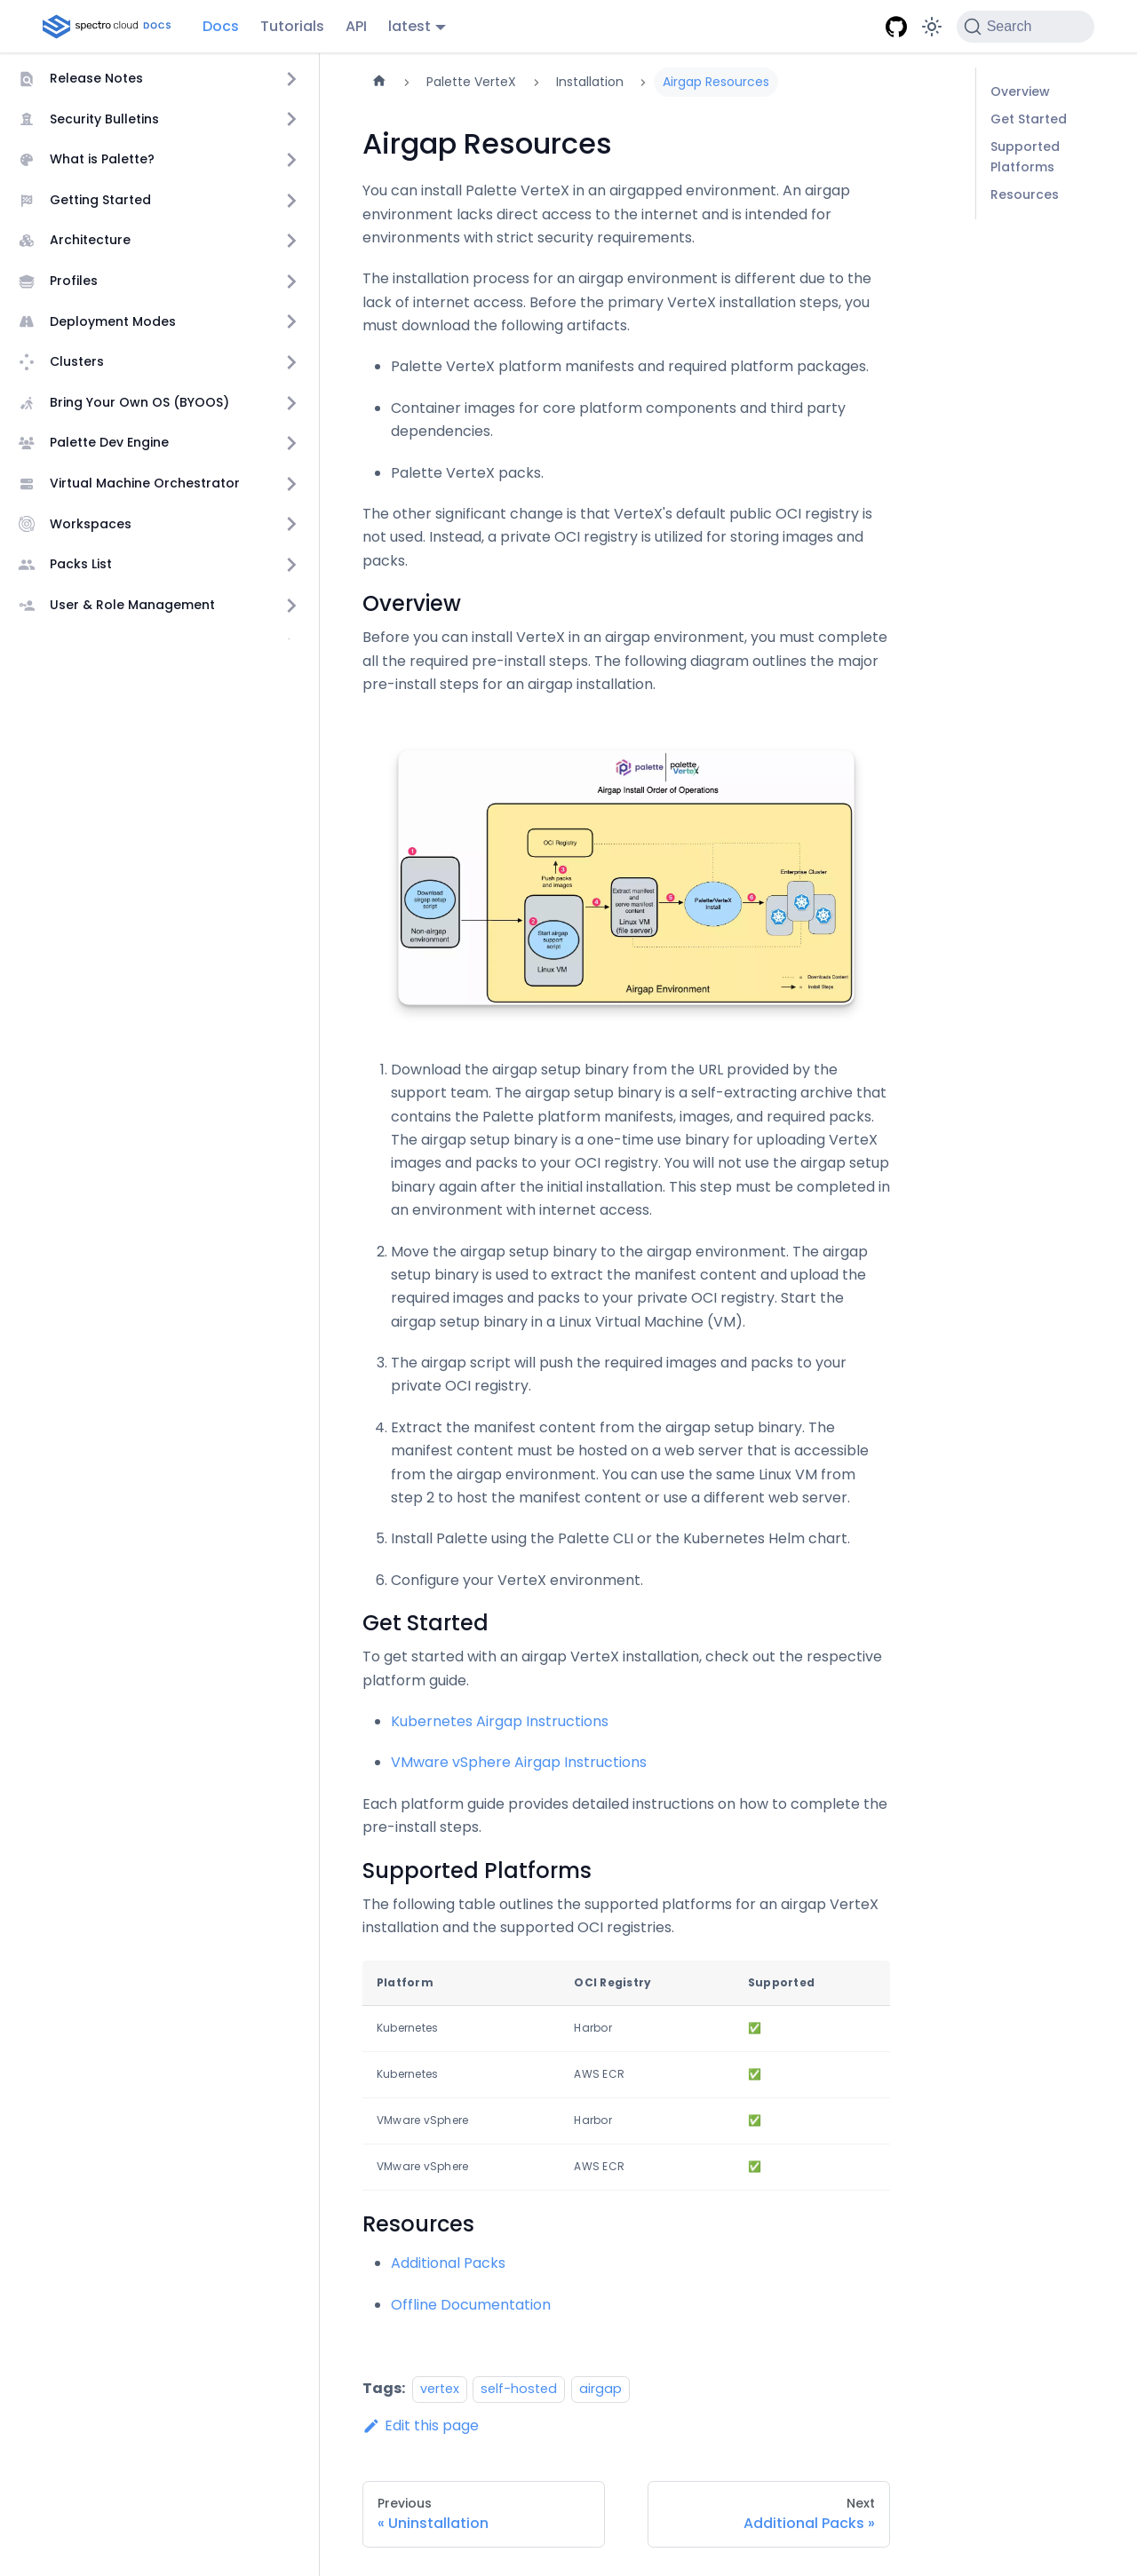 spectro cloud DOCS
Docs
Tutorials
API
latest
Search
Release Notes
Security Bulletins
What is Palette?
Getting Started
Architecture
Profiles
Deployment Modes
Clusters
Bring Your Own OS (BYOOS)
Palette Dev Engine
Virtual Machine Orchestrator
Workspaces
Packs List
User & Role Management
Palette VerteX
Installation
Airgap Resources
Overview
Get Started
Supported
Platforms
Resources
Airgap Resources
You can install Palette VerteX in an airgapped environment. An airgap
environment lacks direct access to the internet and is intended for
environments with strict security requirements.
The installation process for an airgap environment is different due to the
lack of internet access. Before the primary VerteX installation steps, you
must download the following artifacts.
• Palette VerteX platform manifests and required platform packages.
• Container images for core platform components and third party
dependencies.
• Palette VerteX packs.
The other significant change is that VerteX's default public OCI registry is
not used. Instead, a private OCI registry is utilized for storing images and
packs.
Overview
Before you can install VerteX in an airgap environment, you must complete
all the required pre-install steps. The following diagram outlines the major
pre-install steps for an airgap installation.
palette
palette
VerteX
Airgap Install Order of Operations
OCI Registry
1
Push packs
and images
3
Enterprise Cluster
Download
airgap setup
script
Non-airgap
environment
2
Start airgap
support
script
Linux VM
4
Extract manifest
and serve manifest
content
Linux VM
(file server)
5
Palette/VerteX
Install
6
Downloads Content
Install Steps
Airgap Environment
1. Download the airgap setup binary from the URL provided by the
support team. The airgap setup binary is a self-extracting archive that
contains the Palette platform manifests, images, and required packs.
The airgap setup binary is a one-time use binary for uploading VerteX
images and packs to your OCI registry. You will not use the airgap setup
binary again after the initial installation. This step must be completed in
an environment with internet access.
2. Move the airgap setup binary to the airgap environment. The airgap
setup binary is used to extract the manifest content and upload the
required images and packs to your private OCI registry. Start the
airgap setup binary in a Linux Virtual Machine (VM).
3. The airgap script will push the required images and packs to your
private OCI registry.
4. Extract the manifest content from the airgap setup binary. The
manifest content must be hosted on a web server that is accessible
from the airgap environment. You can use the same Linux VM from
step 2 to host the manifest content or use a different web server.
5. Install Palette using the Palette CLI or the Kubernetes Helm chart.
6. Configure your VerteX environment.
Get Started
To get started with an airgap VerteX installation, check out the respective
platform guide.
• Kubernetes Airgap Instructions
• VMware vSphere Airgap Instructions
Each platform guide provides detailed instructions on how to complete the
pre-install steps.
Supported Platforms
The following table outlines the supported platforms for an airgap VerteX
installation and the supported OCI registries.
Platform OCI Registry Supported
Kubernetes Harbor ✅
Kubernetes AWS ECR ✅
VMware vSphere Harbor ✅
VMware vSphere AWS ECR ✅
Resources
• Additional Packs
• Offline Documentation
Tags: vertex self-hosted airgap
Edit this page
Previous
« Uninstallation
Next
Additional Packs »